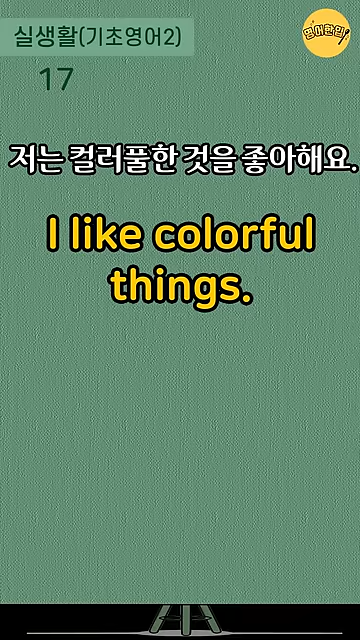 실생활(기초영어2)
영어한입
17
저는 컬러풀한 것을 좋아해요.
I like colorful
things.